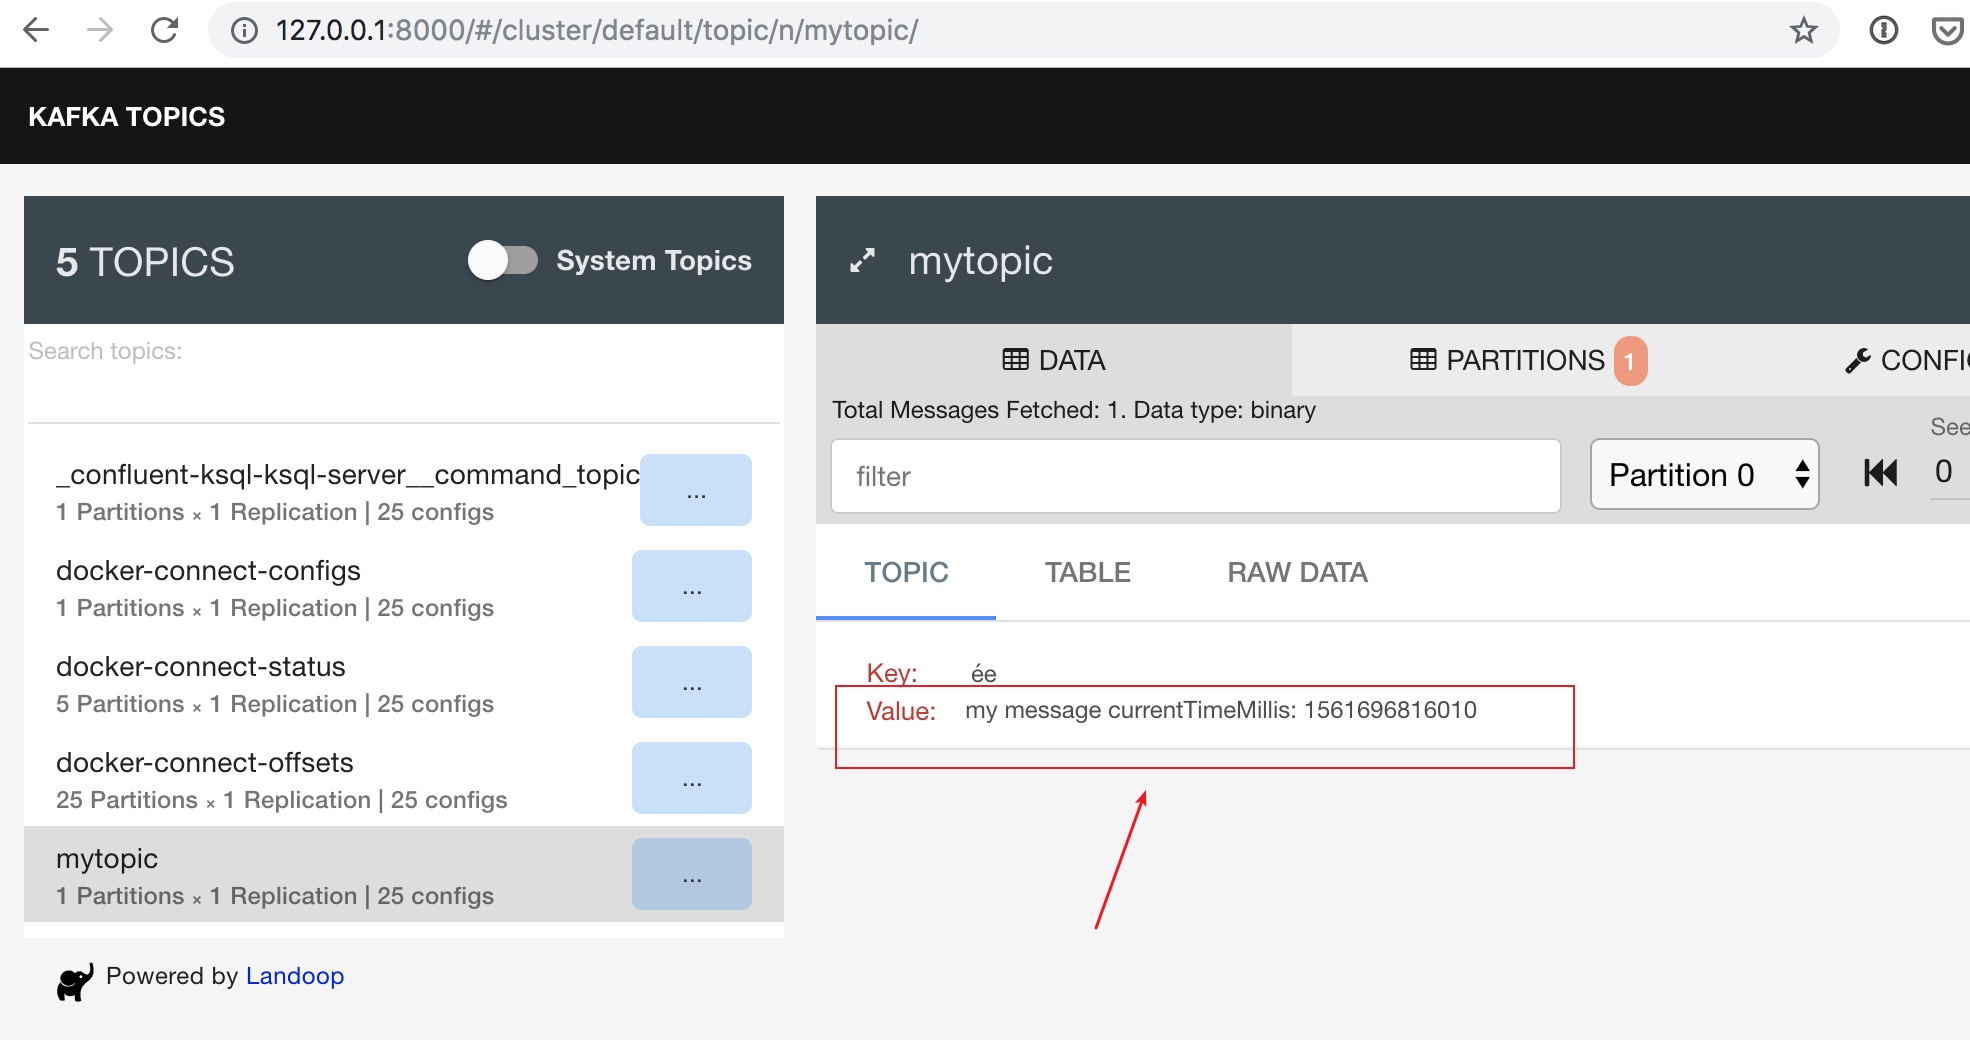 127.0.0.1:8000/#/cluster/default/topic/n/mytopic/
KAFKA TOPICS
5 TOPICS
System Topics
Search topics:
_confluent-ksql-ksql-server__command_topic
...
1 Partitions × 1 Replication | 25 configs
docker-connect-configs
...
1 Partitions × 1 Replication | 25 configs
docker-connect-status
...
5 Partitions × 1 Replication | 25 configs
docker-connect-offsets
...
25 Partitions × 1 Replication | 25 configs
mytopic
...
1 Partitions × 1 Replication | 25 configs
Powered by Landoop
mytopic
DATA
PARTITIONS 1
CONFI
Total Messages Fetched: 1. Data type: binary
filter
Partition 0
See
0
TOPIC
TABLE
RAW DATA
Key: ée
Value: my message currentTimeMillis: 1561696816010